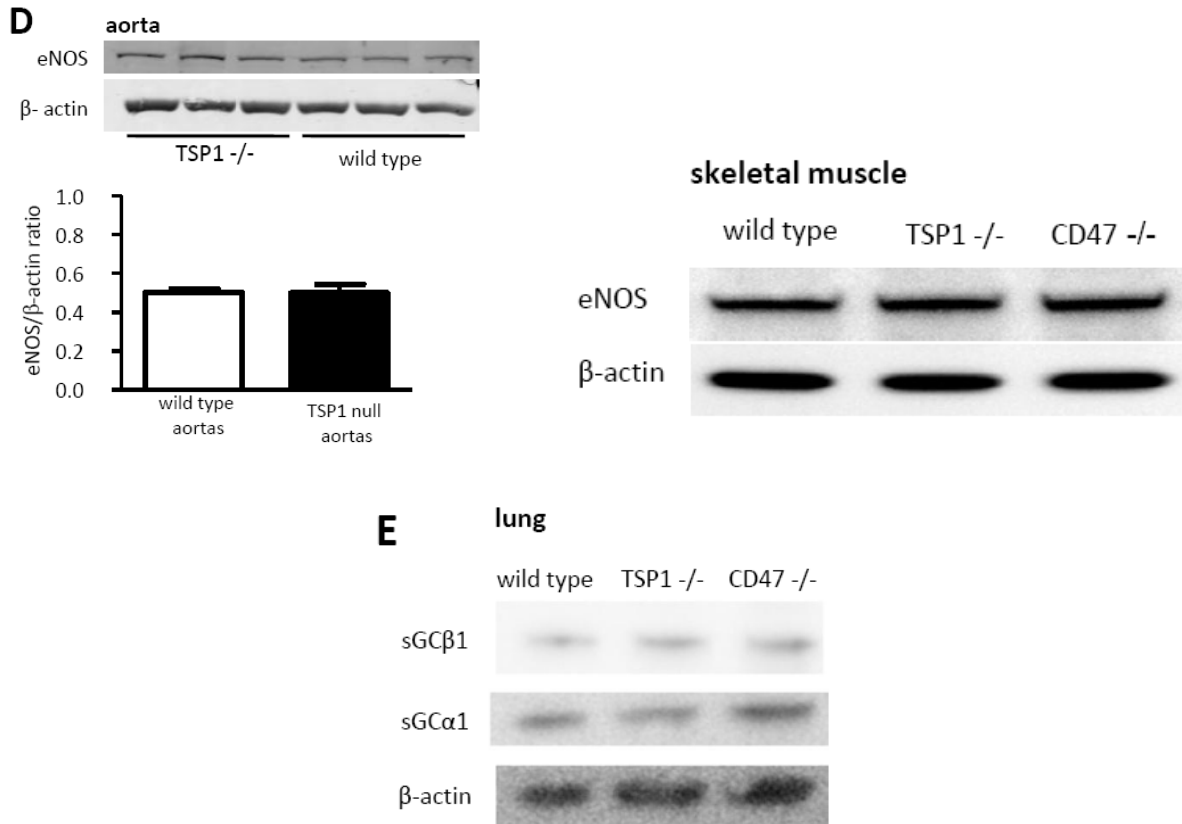 D
aorta
eNOS
β- actin
TSP1 -/-
wild type
1.0
0.8
0.6
0.4
0.2
0.0
eNOS/β-actin ratio
wild type
aortas
TSP1 null
aortas
skeletal muscle
wild type TSP1 -/- CD47 -/-
eNOS
β-actin
E
lung
wild type TSP1 -/- CD47 -/-
sGCβ1
sGCα1
β-actin